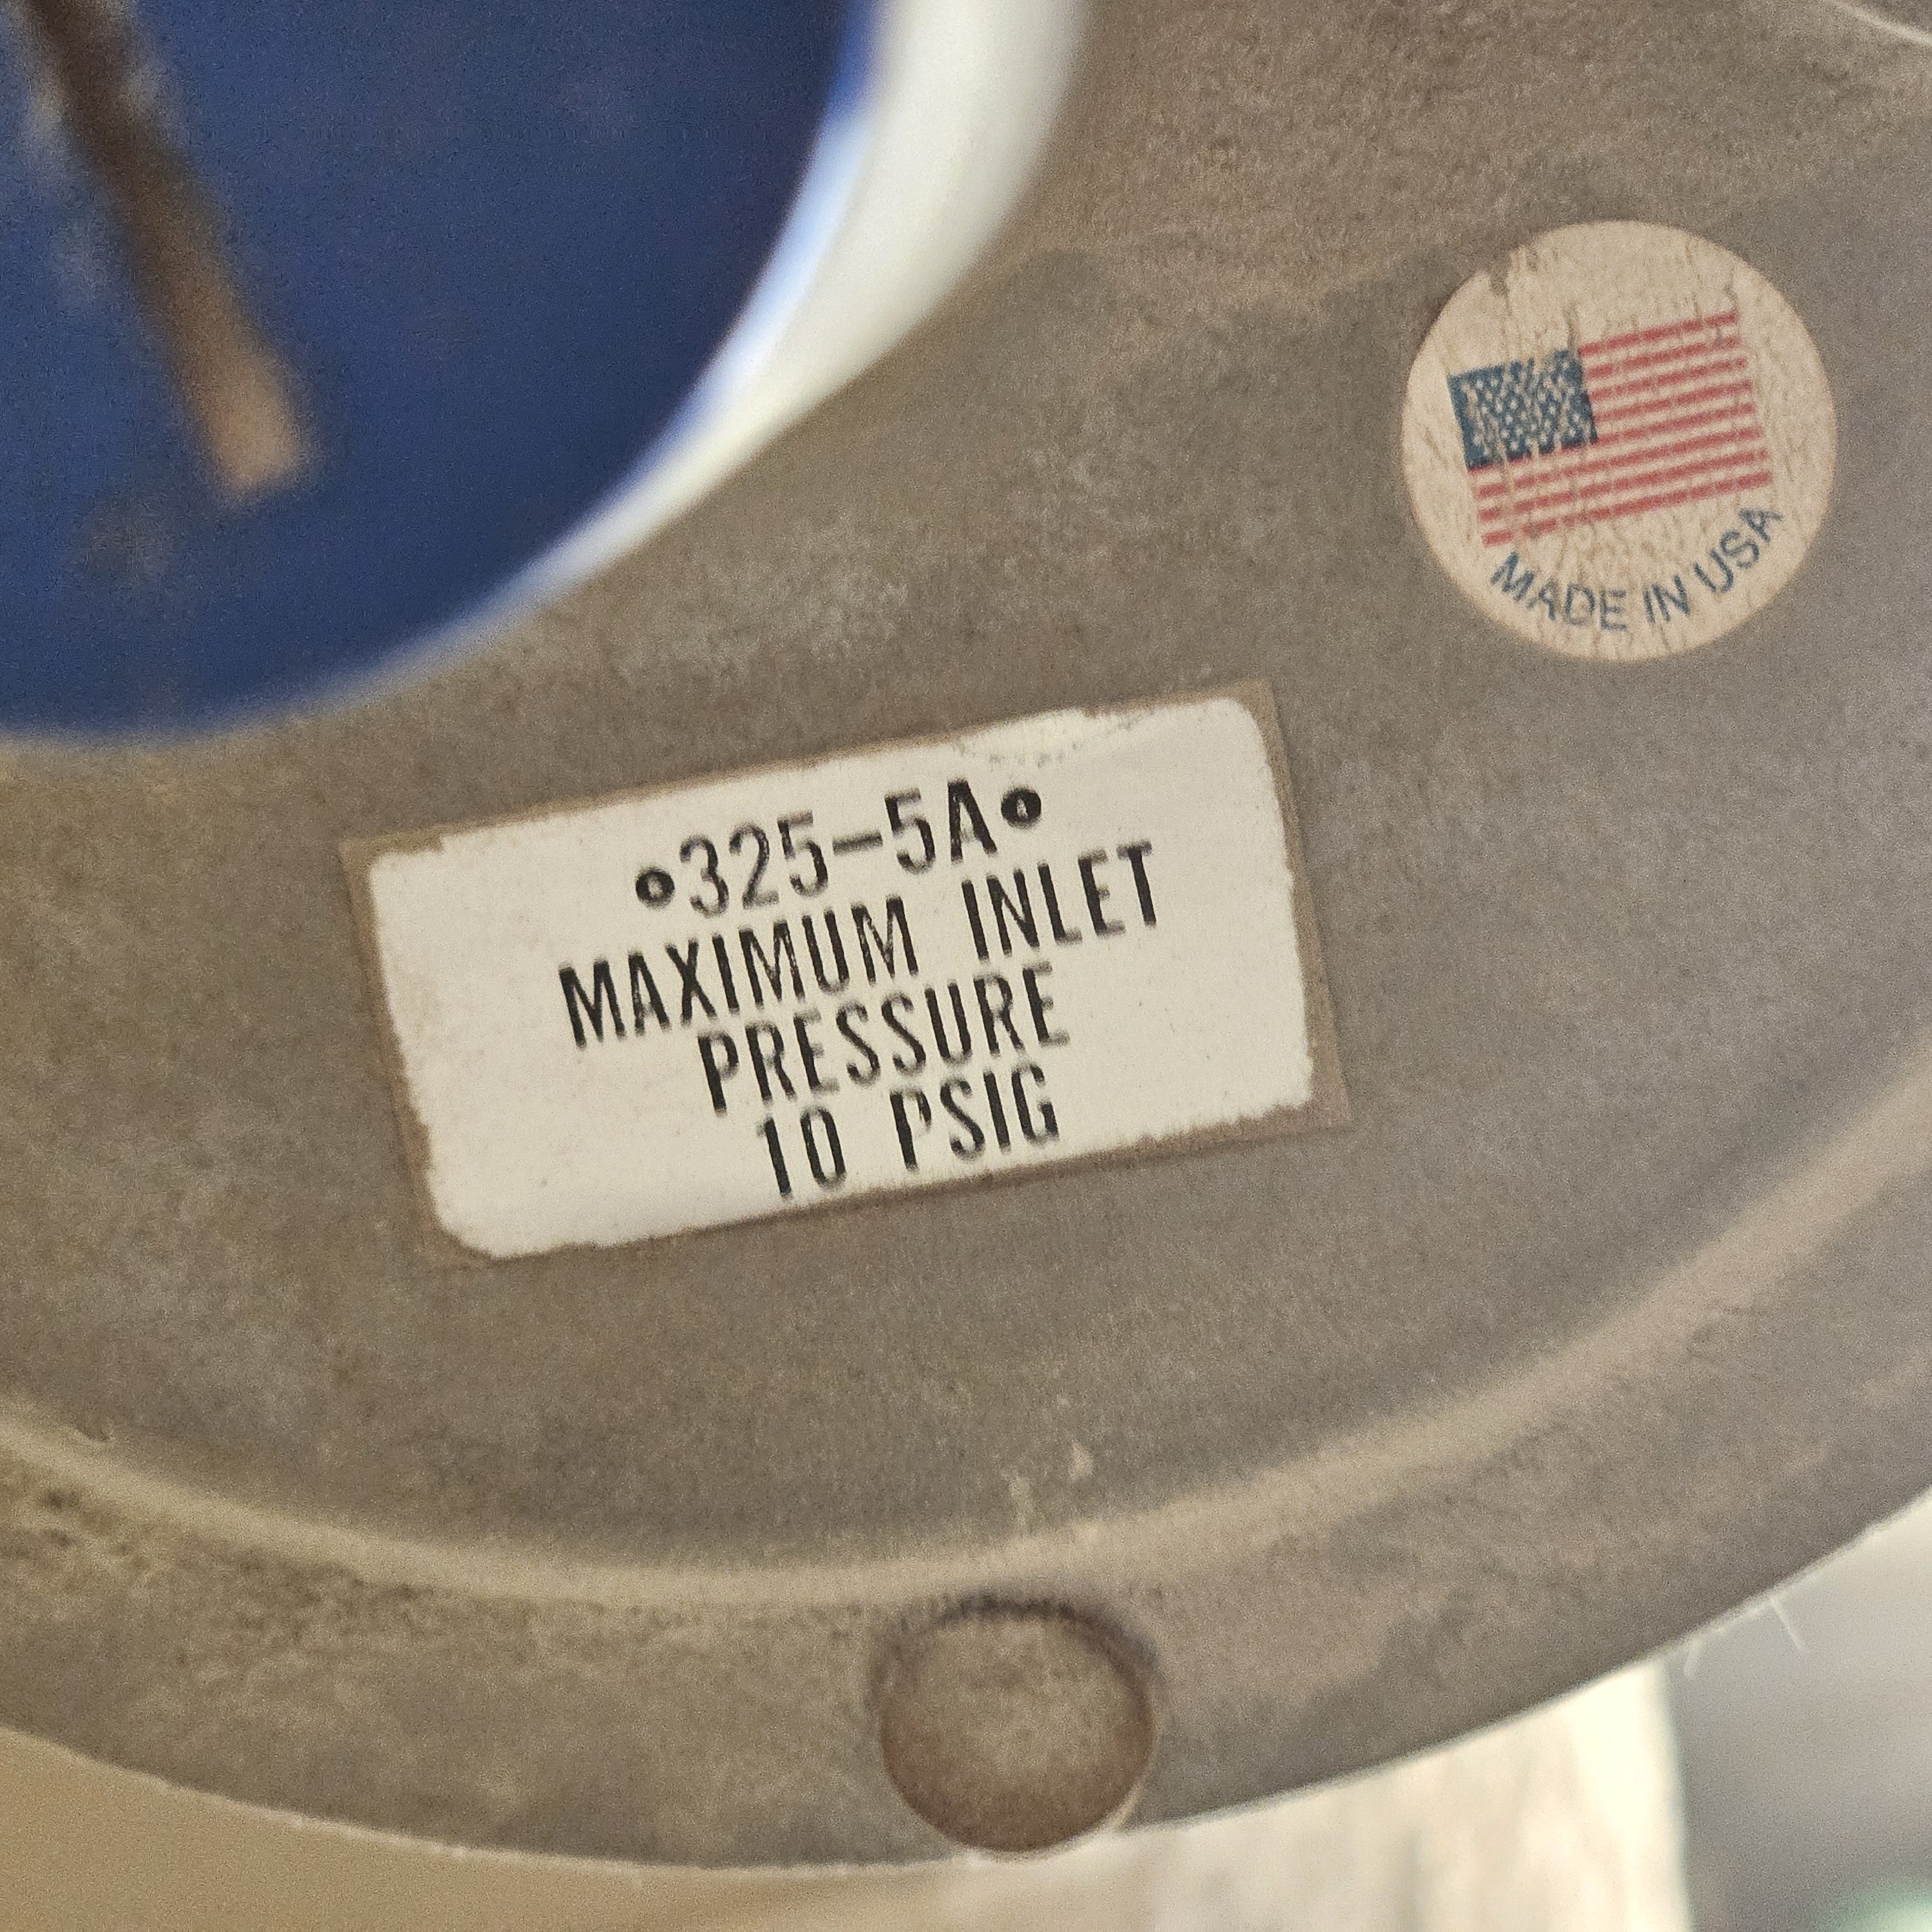 MADE IN USA
•325-5A•
MAXIMUM INLET
PRESSURE
10 PSIG